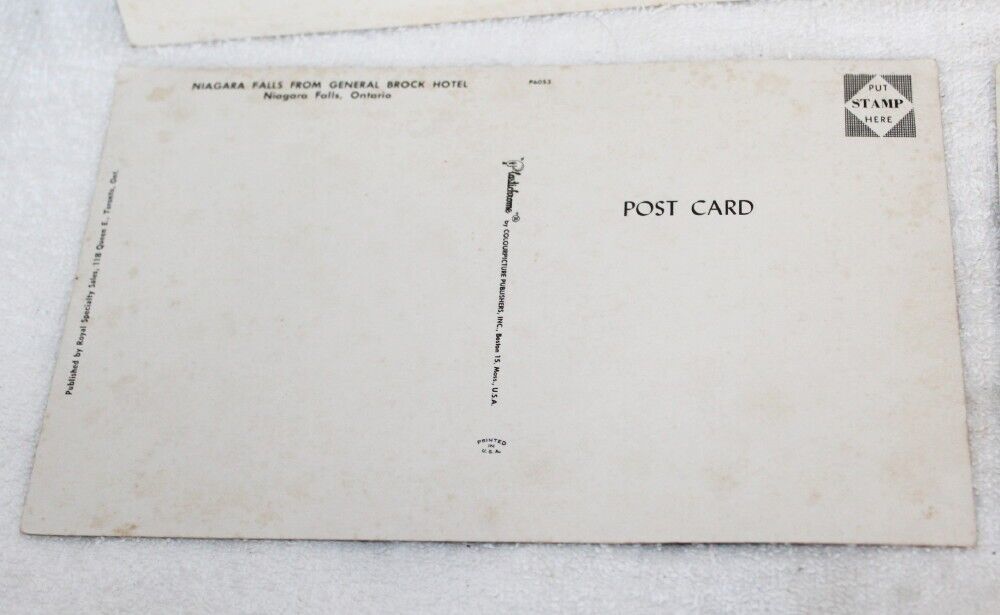 NIAGARA FALLS FROM GENERAL BROCK HOTEL
Niagara Falls, Ontario
P6053
PUT
STAMP
HERE
POST CARD
Published by Royal Specialty Sales, 118 Queen E. Toronto, Ont.
"Plastichrome"®
by COLOURPICTURE PUBLISHERS, INC., Boston 15, Mass., U.S.A.
PRINTED
IN
U.S.A.